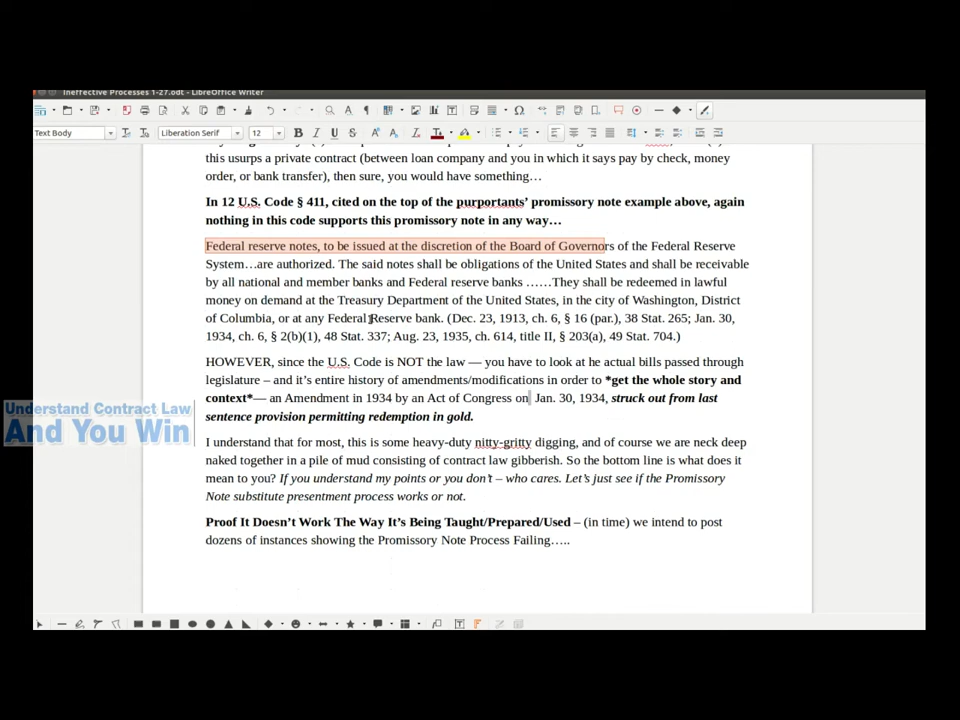 Ineffective Processes 1-27.odt - LibreOffice Writer
Text Body
Liberation Serif
12
this usurps a private contract (between loan company and you in which it says pay by check, money
order, or bank transfer), then sure, you would have something…
In 12 U.S. Code § 411, cited on the top of the purportants’ promissory note example above, again
nothing in this code supports this promissory note in any way…
Federal reserve notes, to be issued at the discretion of the Board of Governors of the Federal Reserve
System…are authorized. The said notes shall be obligations of the United States and shall be receivable
by all national and member banks and Federal reserve banks ……They shall be redeemed in lawful
money on demand at the Treasury Department of the United States, in the city of Washington, District
of Columbia, or at any Federal Reserve bank. (Dec. 23, 1913, ch. 6, § 16 (par.), 38 Stat. 265; Jan. 30,
1934, ch. 6, § 2(b)(1), 48 Stat. 337; Aug. 23, 1935, ch. 614, title II, § 203(a), 49 Stat. 704.)
HOWEVER, since the U.S. Code is NOT the law — you have to look at he actual bills passed through
legislature – and it’s entire history of amendments/modifications in order to *get the whole story and
context*— an Amendment in 1934 by an Act of Congress on Jan. 30, 1934, struck out from last
sentence provision permitting redemption in gold.
Understand Contract Law
And You Win
I understand that for most, this is some heavy-duty nitty-gritty digging, and of course we are neck deep
naked together in a pile of mud consisting of contract law gibberish. So the bottom line is what does it
mean to you? If you understand my points or you don’t – who cares. Let’s just see if the Promissory
Note substitute presentment process works or not.
Proof It Doesn’t Work The Way It’s Being Taught/Prepared/Used – (in time) we intend to post
dozens of instances showing the Promissory Note Process Failing…..